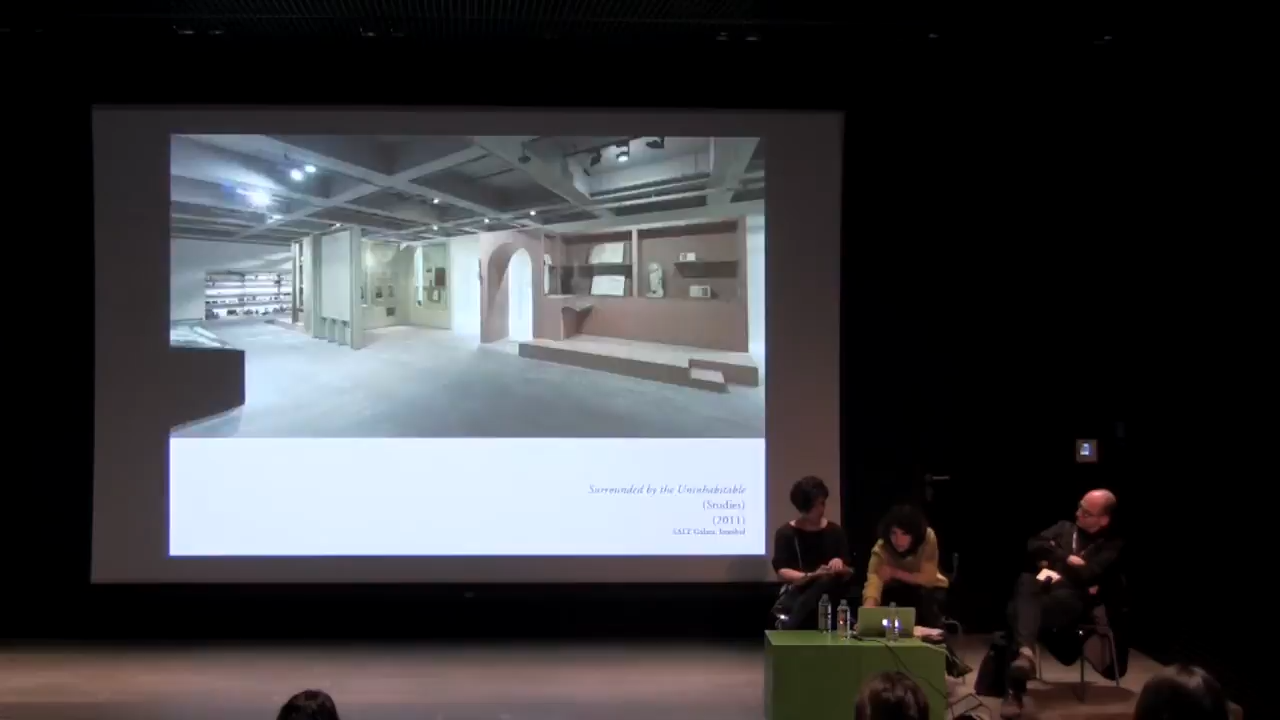 Surrounded by the Uninhabitable
(Studies)
(2011)
SALT Galata, Istanbul